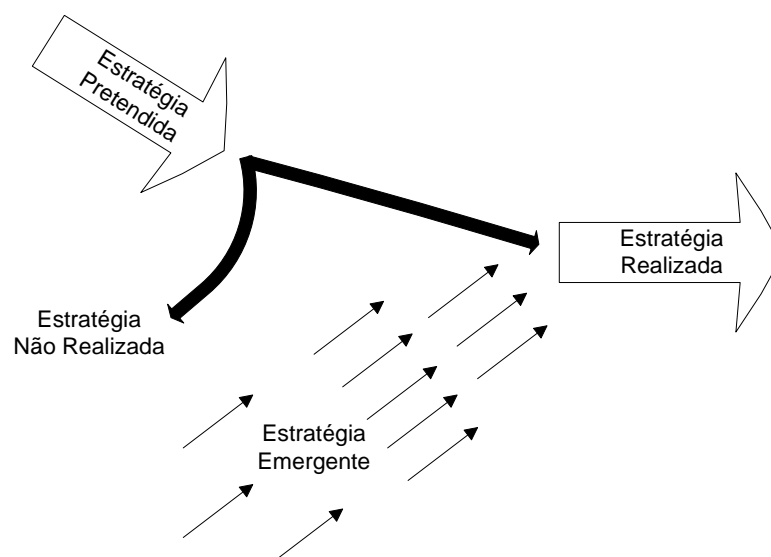 Estratégia
Pretendida
Estratégia
Realizada
Estratégia
Não Realizada
Estratégia
Emergente